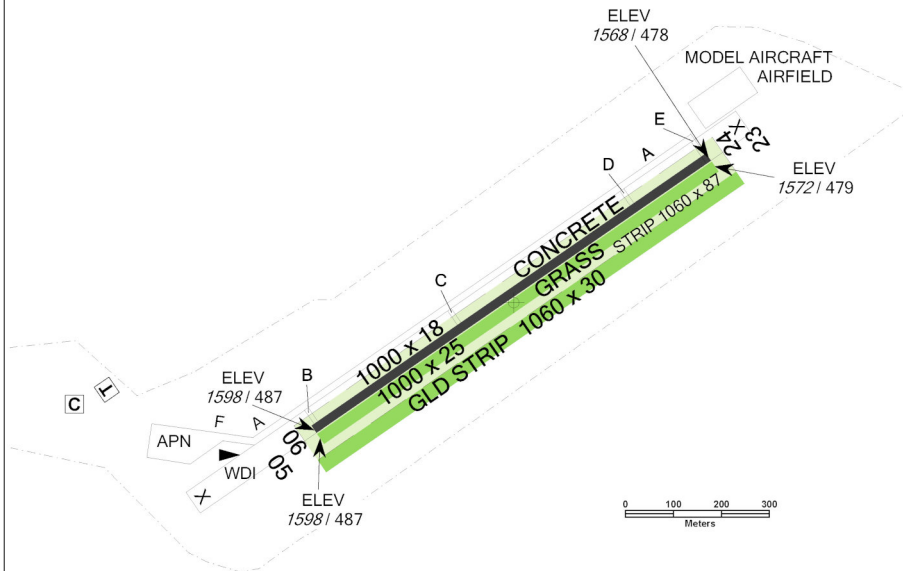 ELEV
1568 / 478
MODEL AIRCRAFT
AIRFIELD
E
A
24
X
23
D
ELEV
1572 / 479
CONCRETE
GRASS
STRIP 1060 x 87
C
1000 x 18
1000 x 25
GLD STRIP 1060 x 30
ELEV
1598 / 487
B
T
C
F
A
APN
WDI
06
05
X
ELEV
1598 / 487
0 100 200 300
Meters